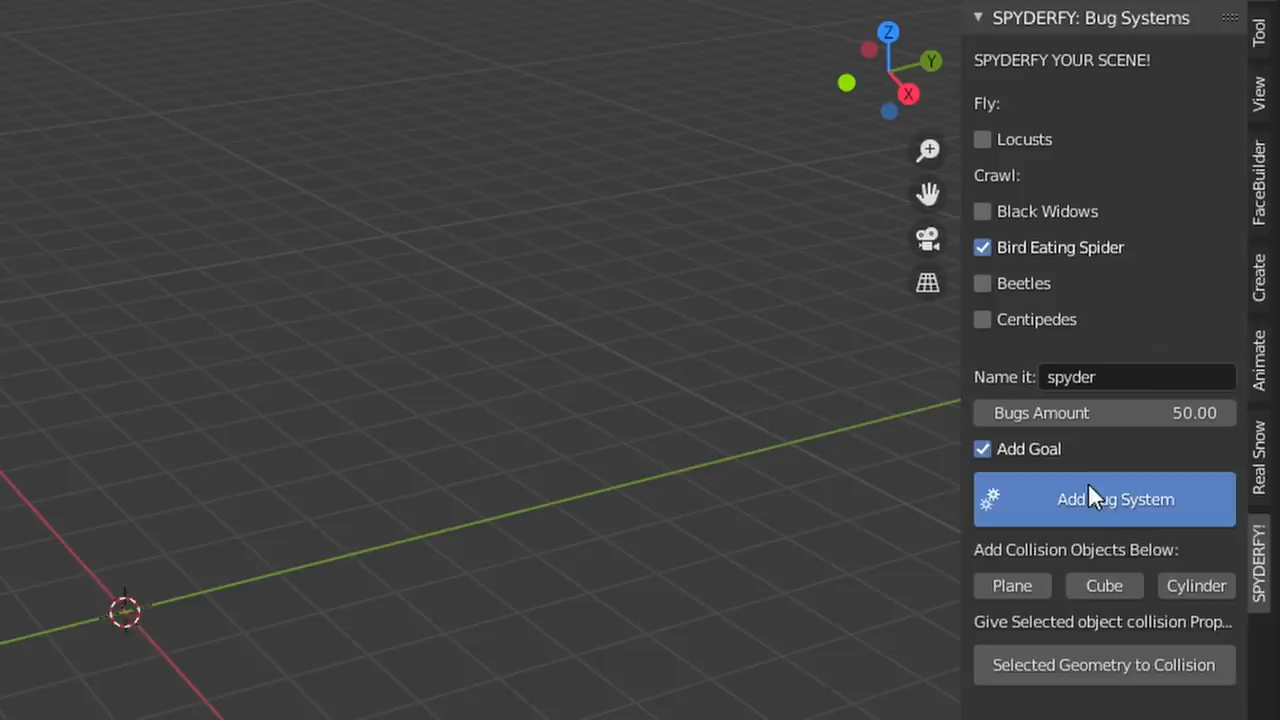 SPYDERFY: Bug Systems
SPYDERFY YOUR SCENE!
Fly:
Locusts
Crawl:
Black Widows
Bird Eating Spider
Beetles
Centipedes
Name it: spyder
Bugs Amount 50.00
Add Goal
Add Bug System
Add Collision Objects Below:
Plane Cube Cylinder
Give Selected object collision Prop...
Selected Geometry to Collision
Tool
View
FaceBuilder
Create
Animate
Real Snow
SPYDERFY!
Z
Y
X